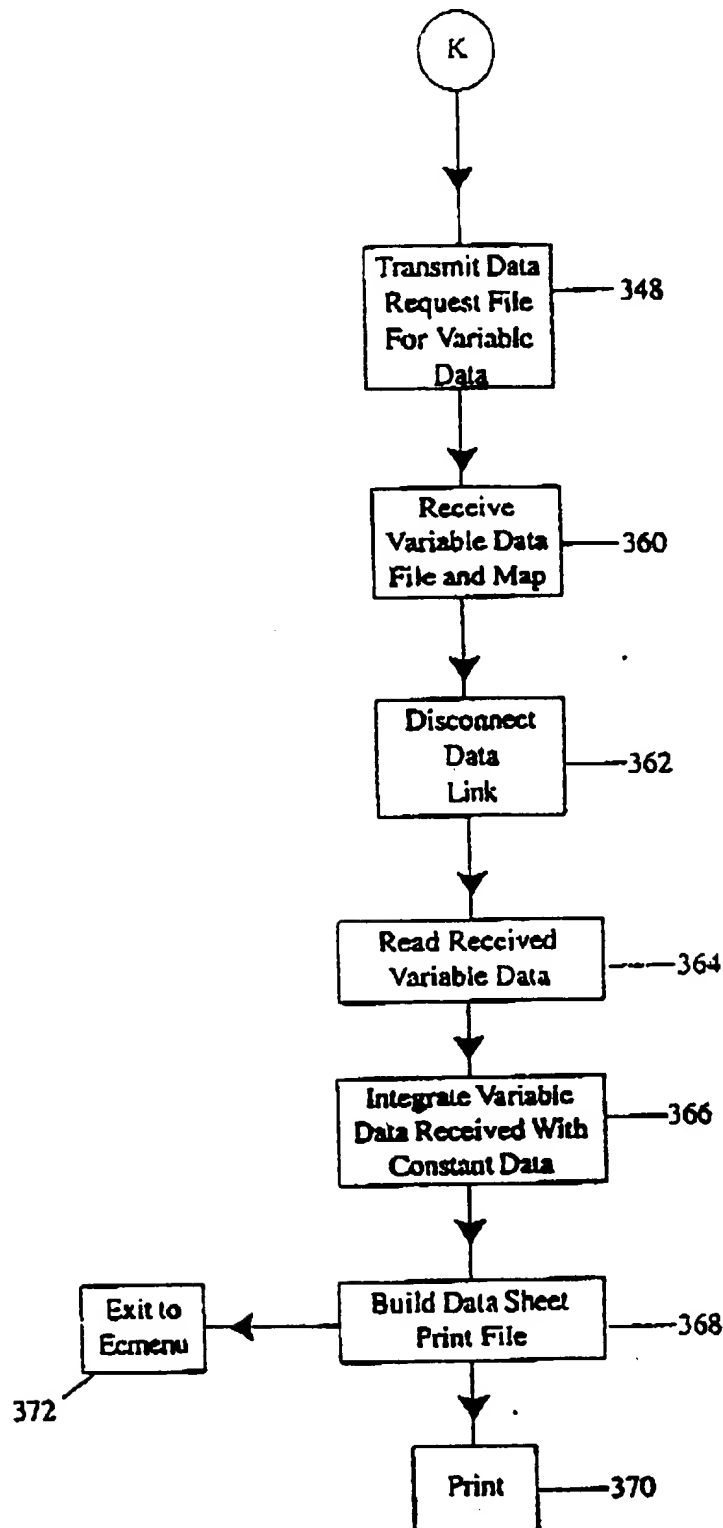 K
Transmit Data
Request File
For Variable
Data
348
Receive
Variable Data
File and Map
360
Disconnect
Data
Link
362
Read Received
Variable Data
364
Integrate Variable
Data Received With
Constant Data
366
Build Data Sheet
Print File
368
Exit to
Ecmenu
372
Print
370